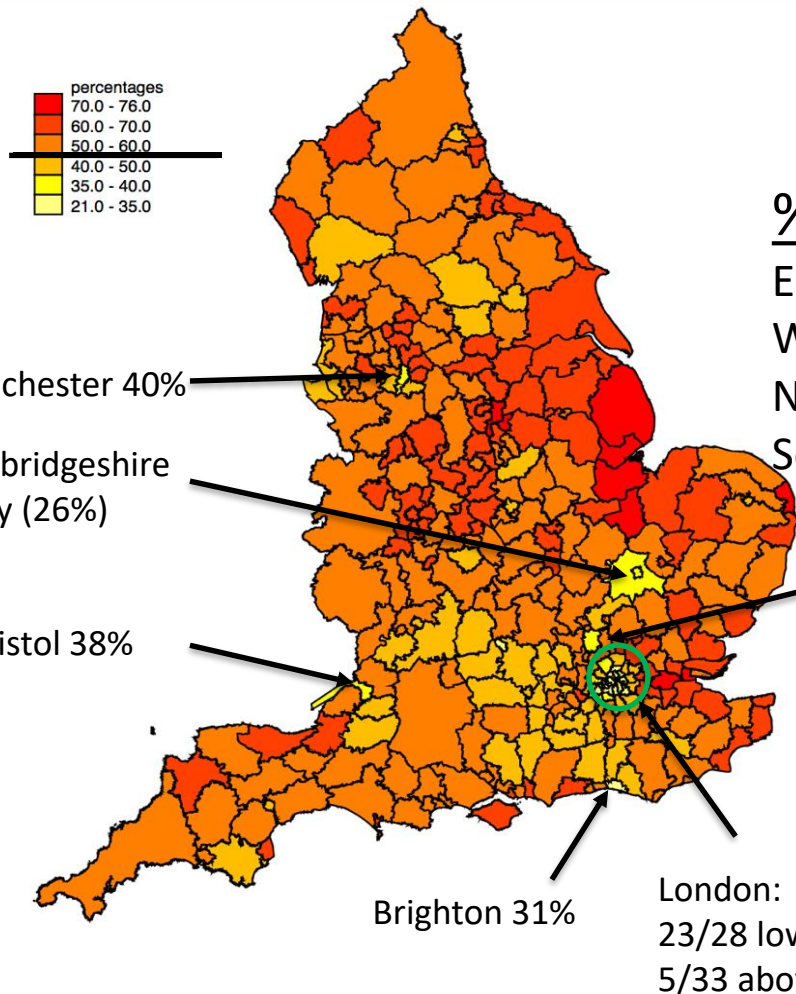 percentages
70.0 - 76.0
60.0 - 70.0
50.0 - 60.0
40.0 - 50.0
35.0 - 40.0
21.0 - 35.0
%
E
W
N
chester 40%
bridgeshire
y (26%)
istol 38%
Brighton 31%
London:
23/28 low
5/33 abo